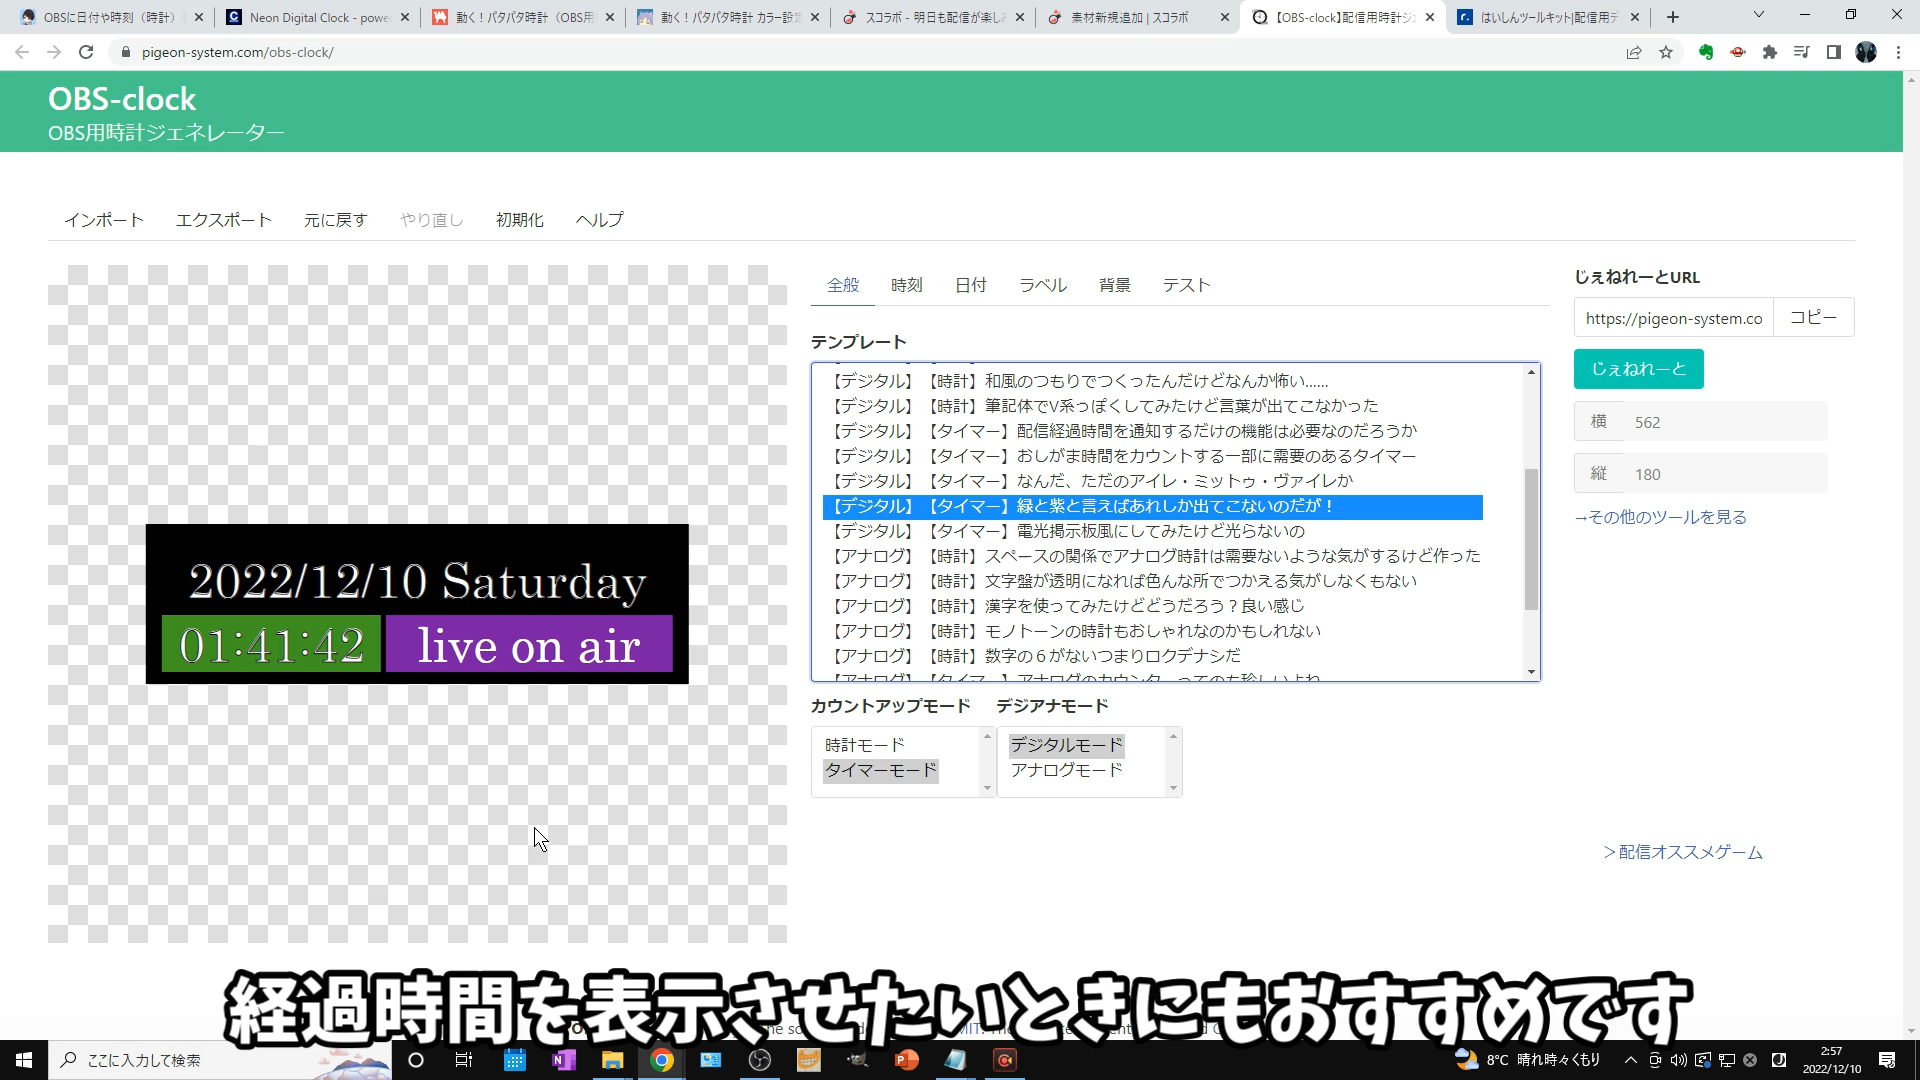 OBSに日付や時刻（時計）
Neon Digital Clock - powe
動く！パタパタ時計（OBS用
動く！パタパタ時計 カラー設定
スコラボ - 明日も配信が楽しみ
素材新規追加 | スコラボ
【OBS-clock】配信用時計ジェ
はいしんツールキット|配信用デ
pigeon-system.com/obs-clock/
OBS-clock
OBS用時計ジェネレーター
インポート エクスポート 元に戻す やり直し 初期化 ヘルプ
全般 時刻 日付 ラベル 背景 テスト
テンプレート
【デジタル】【時計】和風のつもりでつくったんだけどなんか怖い......
【デジタル】【時計】筆記体でV系っぽくしてみたけど言葉が出てこなかった
【デジタル】【タイマー】配信経過時間を通知するだけの機能は必要なのだろうか
【デジタル】【タイマー】おしがま時間をカウントする一部に需要のあるタイマー
【デジタル】【タイマー】なんだ、ただのアイレ・ミットゥ・ヴァイレか
【デジタル】【タイマー】緑と紫と言えばあれしか出てこないのだが！
【デジタル】【タイマー】電光掲示板風にしてみたけど光らないの
【アナログ】【時計】スペースの関係でアナログ時計は需要ないような気がするけど作った
【アナログ】【時計】文字盤が透明になれば色んな所でつかえる気がしなくもない
【アナログ】【時計】漢字を使ってみたけどどうだろう？良い感じ
【アナログ】【時計】モノトーンの時計もおしゃれなのかもしれない
【アナログ】【時計】数字の６がないつまりロクデナシだ
【アナログ】【タイマー】アナログのカウンターってのも珍しいよね
カウントアップモード デジアナモード
時計モード
タイマーモード
デジタルモード
アナログモード
じぇねれーとURL
https://pigeon-system.co コピー
じぇねれーと
横 562
縦 180
→その他のツールを見る
＞配信オススメゲーム
2022/12/10 Saturday
01:41:42 live on air
経過時間を表示させたいときにもおすすめです
ここに入力して検索
8°C 晴れ時々くもり
2:57
2022/12/10